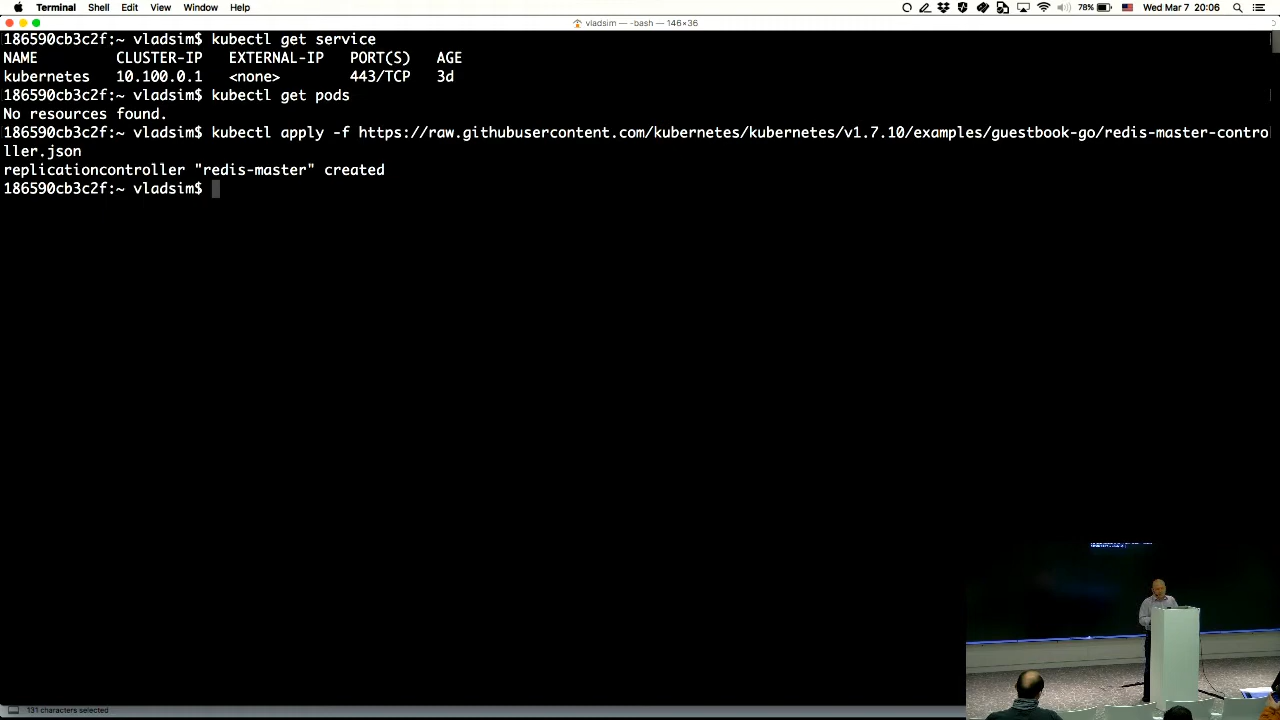 Terminal Shell Edit View Window Help 78% Wed Mar 7 20:06
vladsim — -bash — 146×36
186590cb3c2f:~ vladsim$ kubectl get service
NAME CLUSTER-IP EXTERNAL-IP PORT(S) AGE
kubernetes 10.100.0.1 <none> 443/TCP 3d
186590cb3c2f:~ vladsim$ kubectl get pods
No resources found.
186590cb3c2f:~ vladsim$ kubectl apply -f https://raw.githubusercontent.com/kubernetes/kubernetes/v1.7.10/examples/guestbook-go/redis-master-contro
ller.json
replicationcontroller "redis-master" created
186590cb3c2f:~ vladsim$
131 characters selected